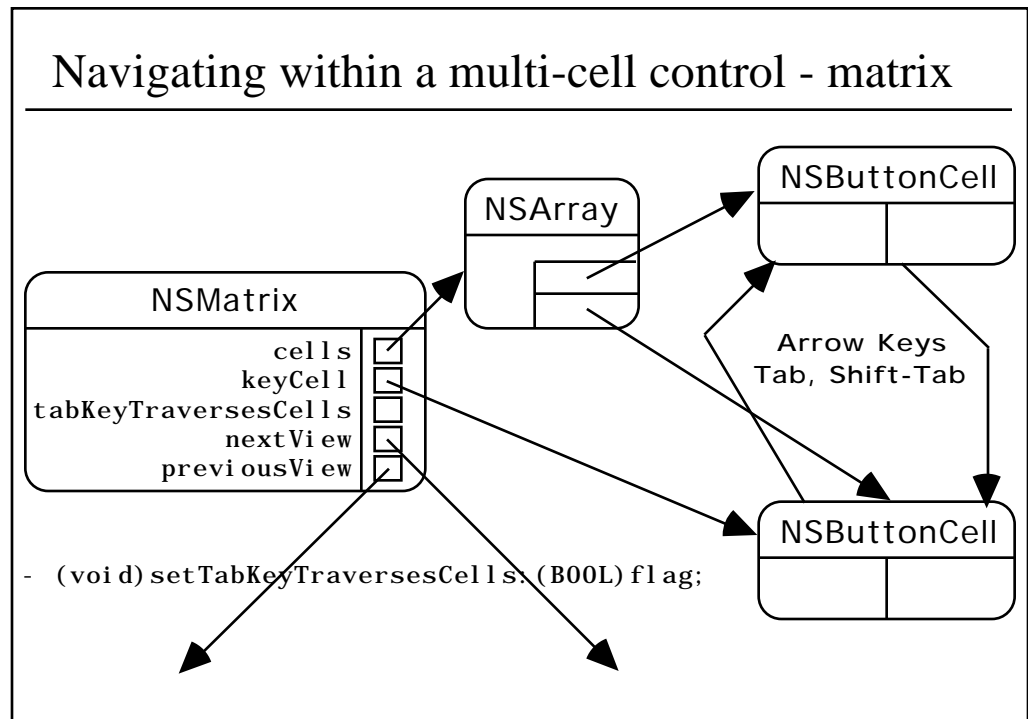 Navigating within a multi-cell control - matrix
NSButtonCell
NSArray
NSMatrix
cells
keyCell
tabKeyTraversesCells
nextView
previousView
Arrow Keys
Tab, Shift-Tab
NSButtonCell
- (void)setTabKeyTraversesCells:(BOOL)flag;